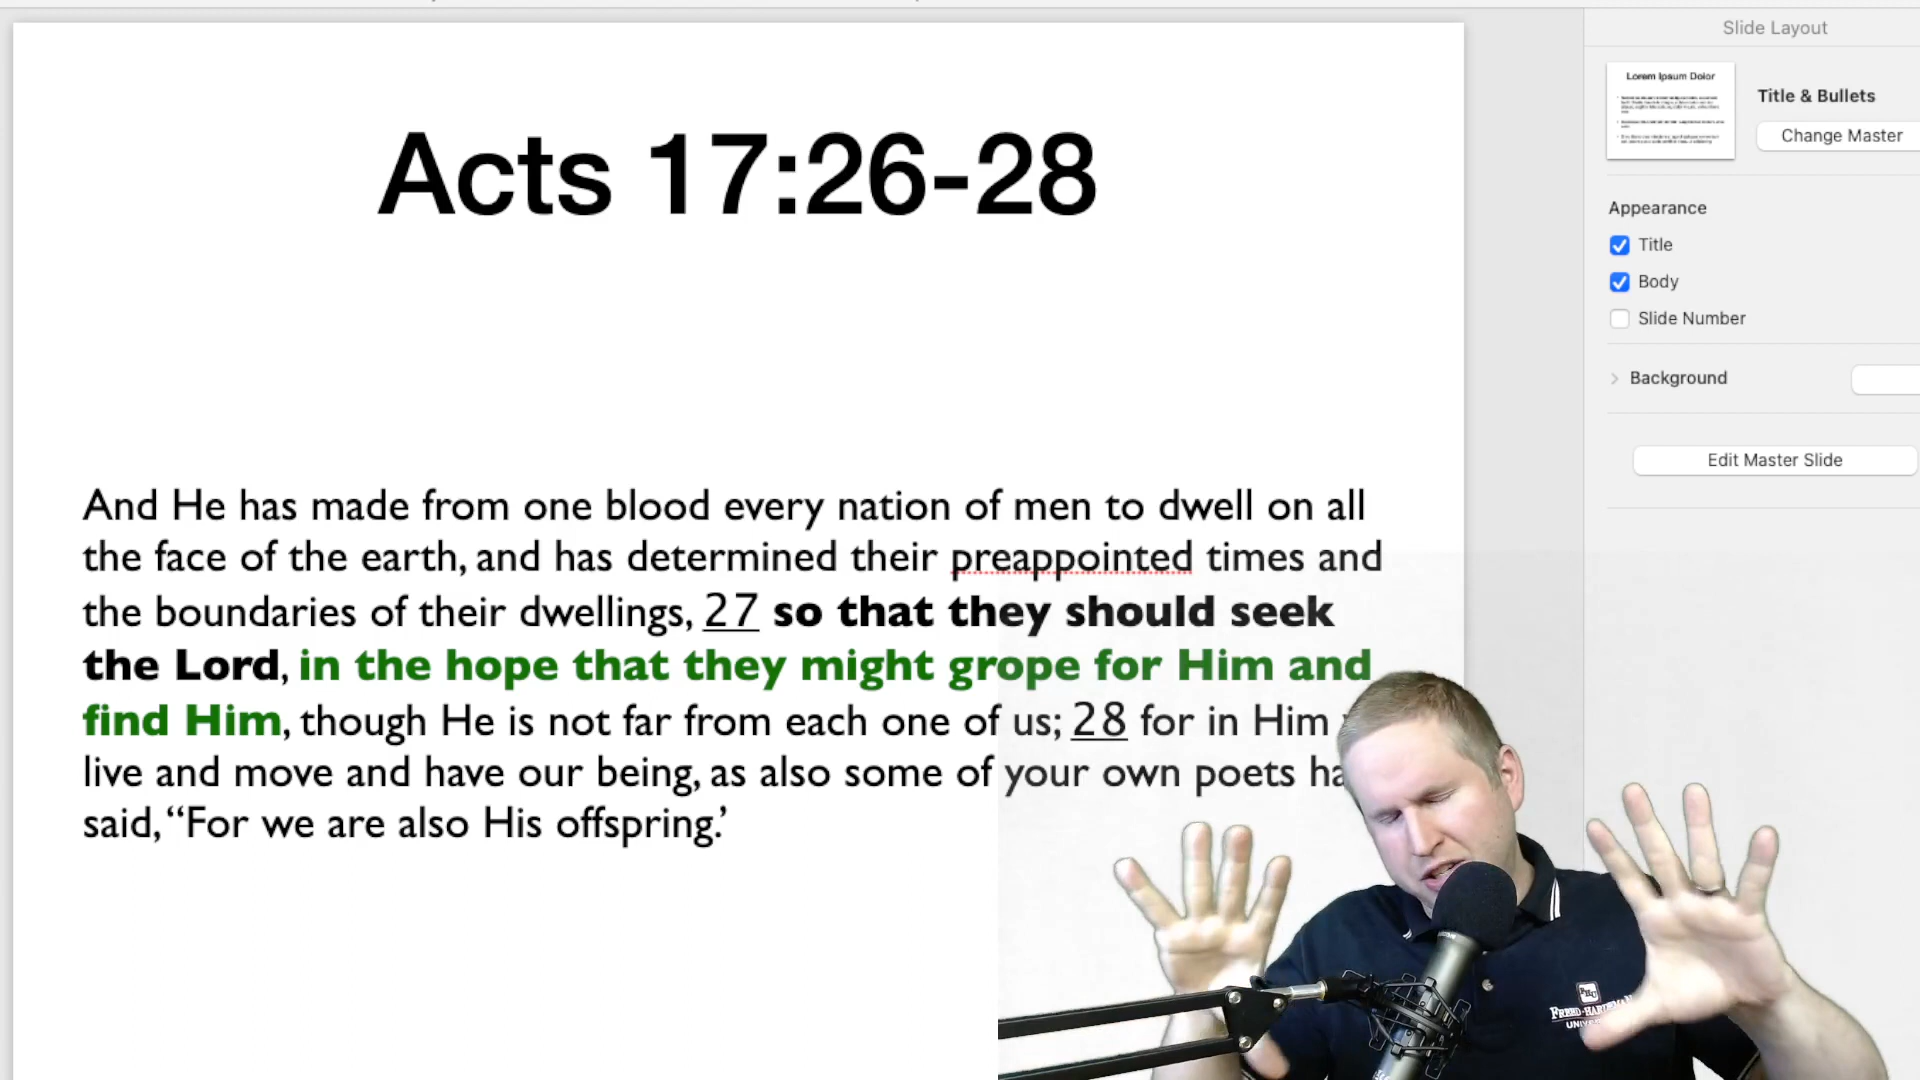 Slide Layout
Lorem Ipsum Dolor
Title & Bullets
Change Master
Appearance
Title
Body
Slide Number
Background
Edit Master Slide
Acts 17:26-28
And He has made from one blood every nation of men to dwell on all
the face of the earth, and has determined their preappointed times and
the boundaries of their dwellings, 27 so that they should seek
the Lord, in the hope that they might grope for Him and
find Him, though He is not far from each one of us; 28 for in Him
live and move and have our being, as also some of your own poets
said, “For we are also His offspring.’